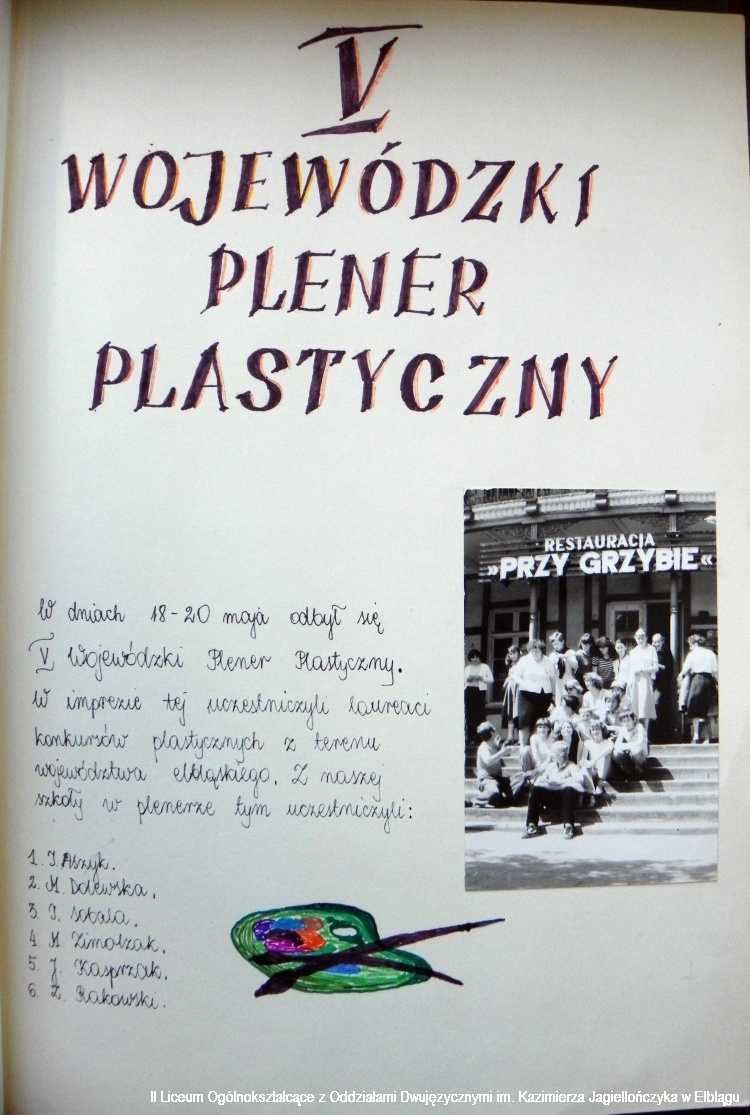 V
WOJEWÓDZKI
PLENER
PLASTYCZNY
RESTAURACJA
»PRZY GRZYBIE«
W dniach 18-20 maja odbył się
V Wojewódzki Plener Plastyczny.
W imprezie tej uczestniczyli laureaci
konkursów plastycznych z terenu
województwa elbląskiego. Z naszej
szkoły w plenerze tym uczestniczyli:
1. J.
2. M. Dolewska.
3. J. Sobala.
4. M Zimolzak.
5. J. Kasprzak.
6. Z. Rakowski.
II Liceum Ogólnokształcące z Oddziałami Dwujęzycznymi im. Kazimierza Jagiellończyka w Elblągu